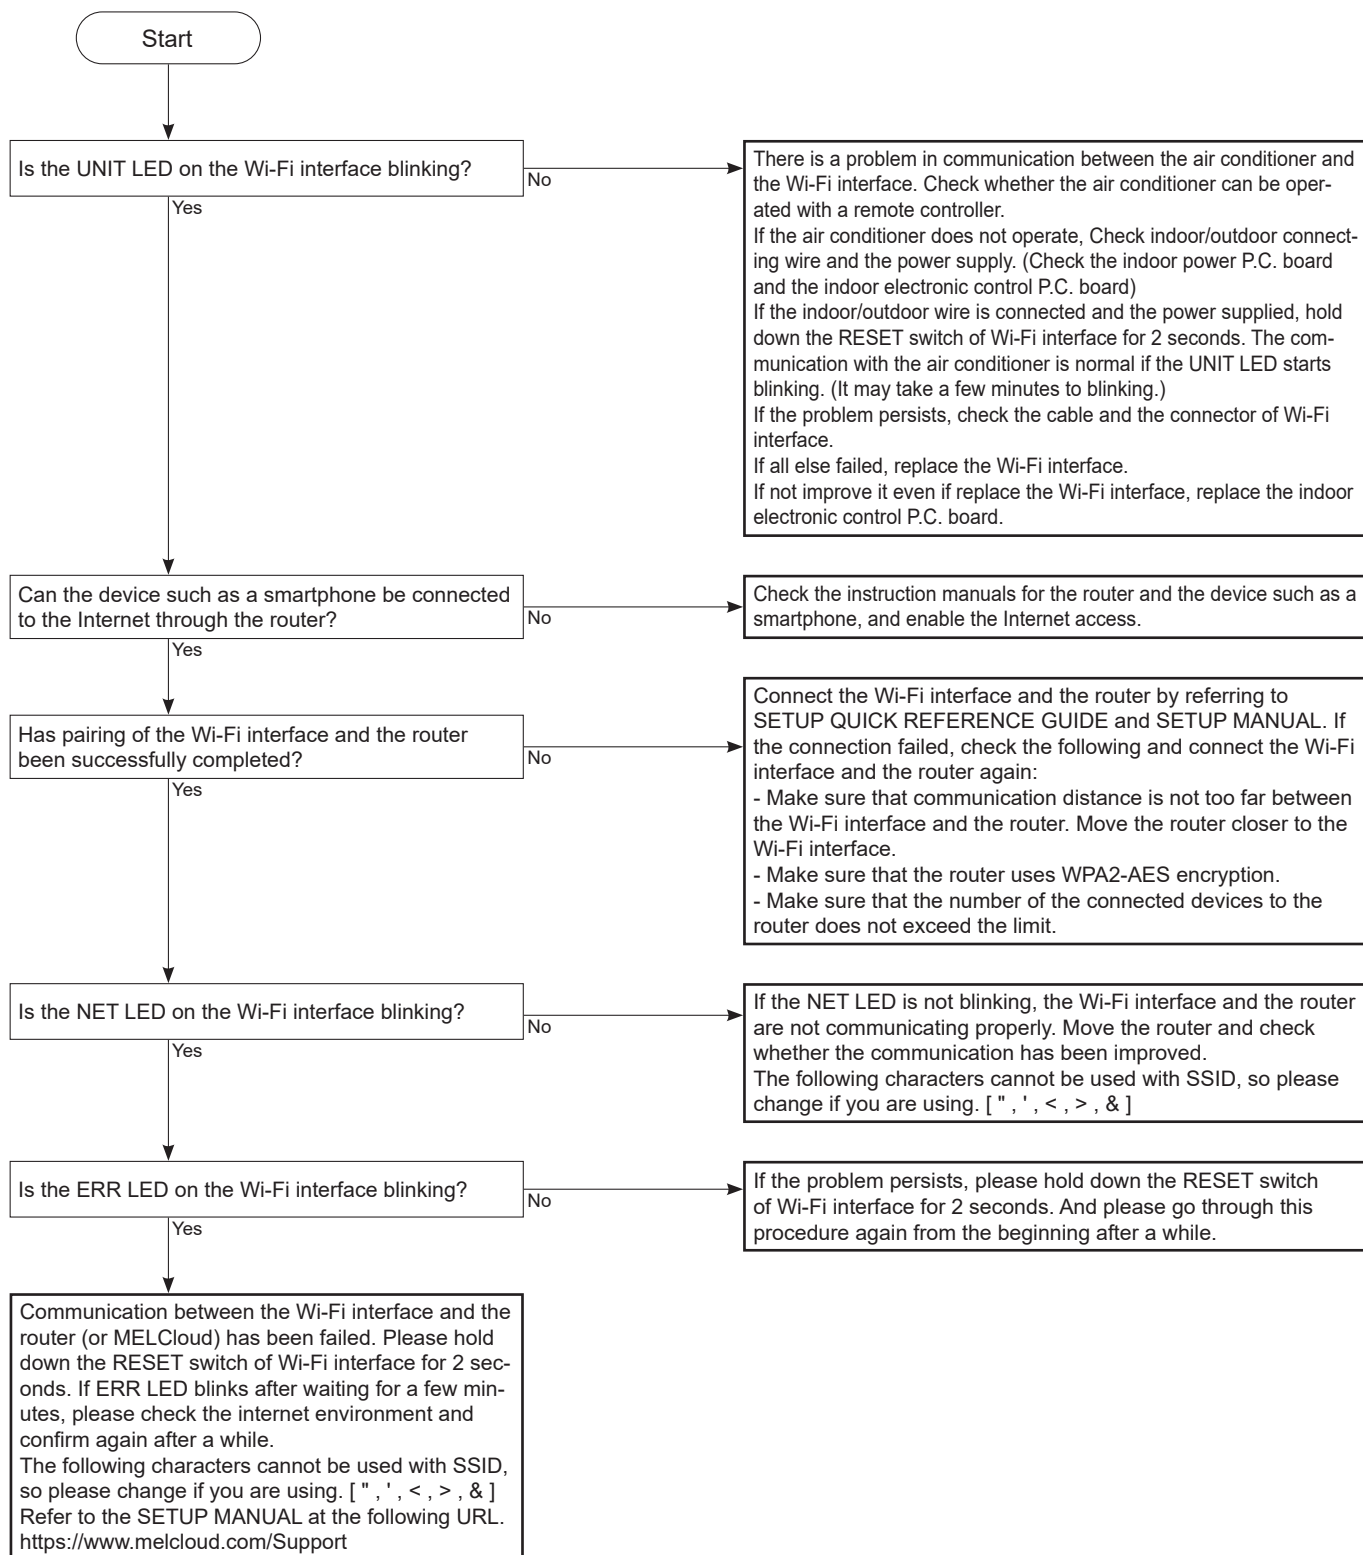 Start
Is the UNIT LED on the Wi-Fi interface blinking?
No
Yes
There is a problem in communication between the air conditioner and
the Wi-Fi interface. Check whether the air conditioner can be oper-
ated with a remote controller.
If the air conditioner does not operate, Check indoor/outdoor connect-
ing wire and the power supply. (Check the indoor power P.C. board
and the indoor electronic control P.C. board)
If the indoor/outdoor wire is connected and the power supplied, hold
down the RESET switch of Wi-Fi interface for 2 seconds. The com-
munication with the air conditioner is normal if the UNIT LED starts
blinking. (It may take a few minutes to blinking.)
If the problem persists, check the cable and the connector of Wi-Fi
interface.
If all else failed, replace the Wi-Fi interface.
If not improve it even if replace the Wi-Fi interface, replace the indoor
electronic control P.C. board.
Can the device such as a smartphone be connected
to the Internet through the router?
No
Yes
Check the instruction manuals for the router and the device such as a
smartphone, and enable the Internet access.
Has pairing of the Wi-Fi interface and the router
been successfully completed?
No
Yes
Connect the Wi-Fi interface and the router by referring to
SETUP QUICK REFERENCE GUIDE and SETUP MANUAL. If
the connection failed, check the following and connect the Wi-Fi
interface and the router again:
- Make sure that communication distance is not too far between
the Wi-Fi interface and the router. Move the router closer to the
Wi-Fi interface.
- Make sure that the router uses WPA2-AES encryption.
- Make sure that the number of the connected devices to the
router does not exceed the limit.
Is the NET LED on the Wi-Fi interface blinking?
No
Yes
If the NET LED is not blinking, the Wi-Fi interface and the router
are not communicating properly. Move the router and check
whether the communication has been improved.
The following characters cannot be used with SSID, so please
change if you are using. [ " , ' , < , > , & ]
Is the ERR LED on the Wi-Fi interface blinking?
No
Yes
If the problem persists, please hold down the RESET switch
of Wi-Fi interface for 2 seconds. And please go through this
procedure again from the beginning after a while.
Communication between the Wi-Fi interface and the
router (or MELCloud) has been failed. Please hold
down the RESET switch of Wi-Fi interface for 2 sec-
onds. If ERR LED blinks after waiting for a few min-
utes, please check the internet environment and
confirm again after a while.
The following characters cannot be used with SSID,
so please change if you are using. [ " , ' , < , > , & ]
Refer to the SETUP MANUAL at the following URL.
https://www.melcloud.com/Support